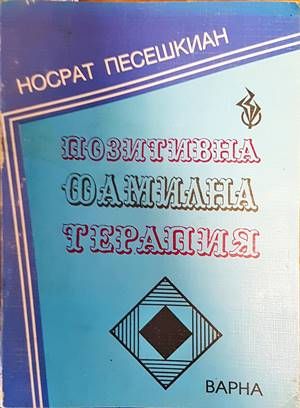 НОСРАТ ПЕСЕШКИАН
ПОЗИТИВНА
ФАМИЛНА
ТЕРАПИЯ
ВАРНА